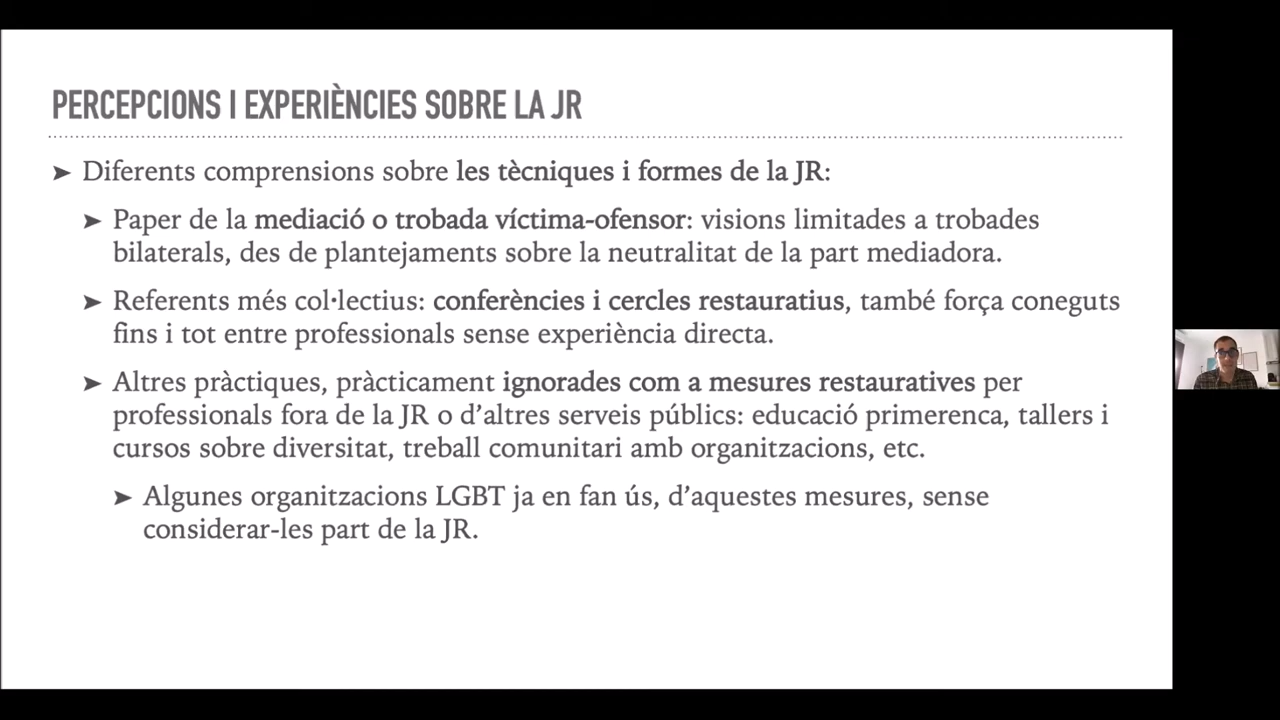 PERCEPCIONS I EXPERIÈNCIES SOBRE LA JR
➤ Diferents comprensions sobre les tècniques i formes de la JR:
➤ Paper de la mediació o trobada víctima-ofensor: visions limitades a trobades
bilaterals, des de plantejaments sobre la neutralitat de la part mediadora.
➤ Referents més col·lectius: conferències i cercles restauratius, també força coneguts
fins i tot entre professionals sense experiència directa.
➤ Altres pràctiques, pràcticament ignorades com a mesures restauratives per
professionals fora de la JR o d’altres serveis públics: educació primerenca, tallers i
cursos sobre diversitat, treball comunitari amb organitzacions, etc.
➤ Algunes organitzacions LGBT ja en fan ús, d’aquestes mesures, sense
considerar-les part de la JR.